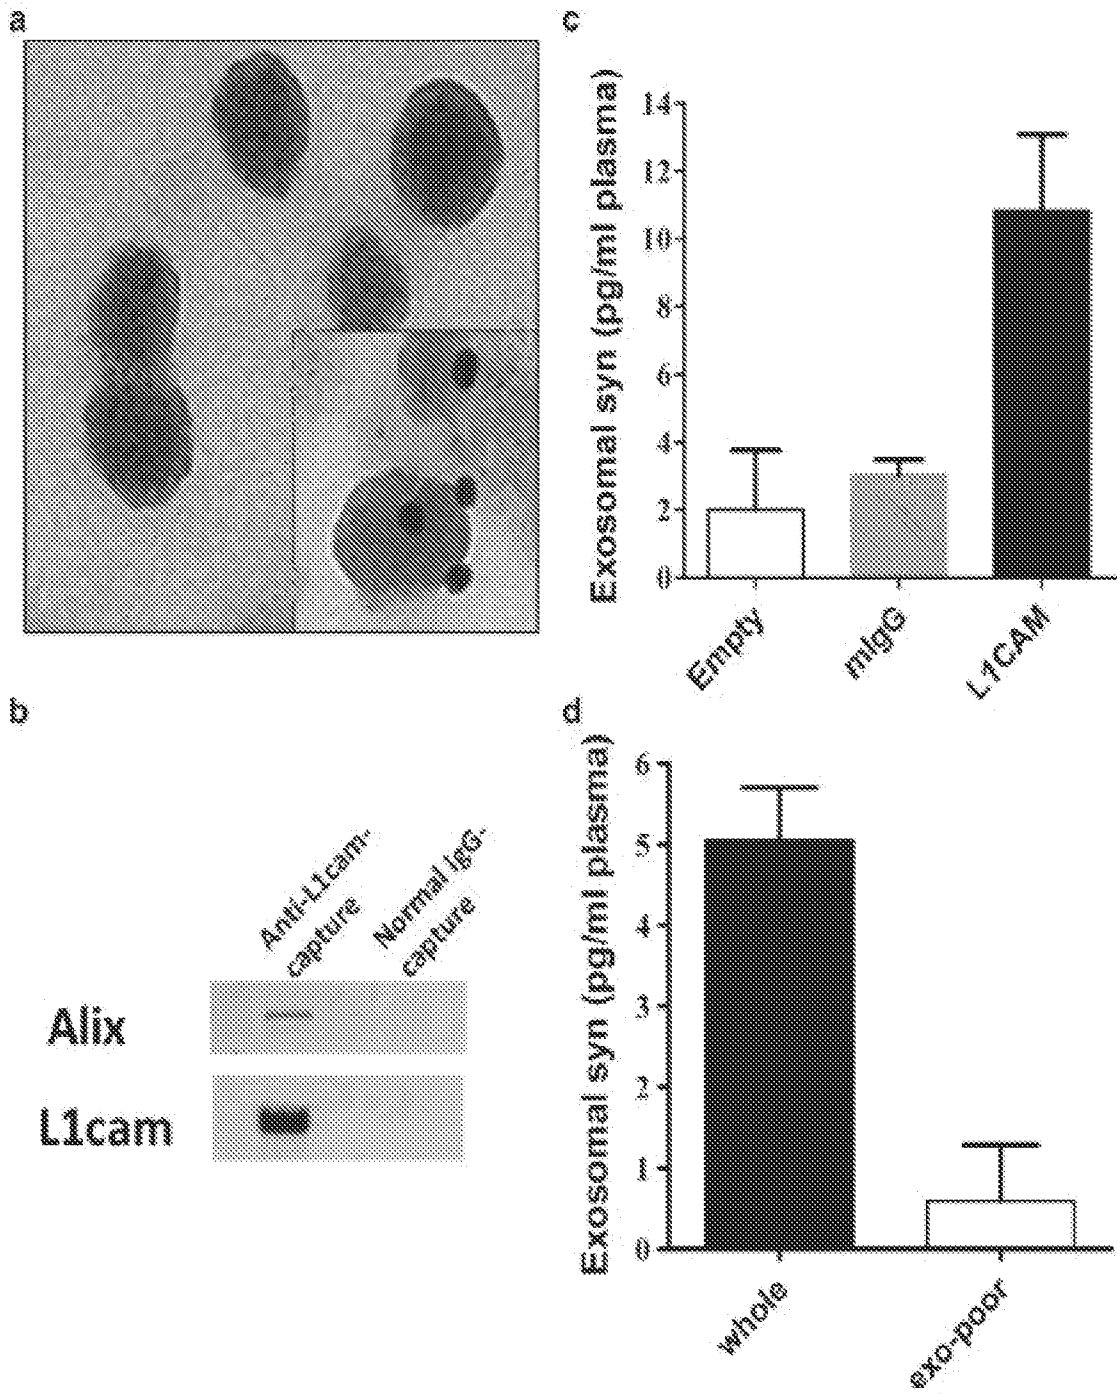 a
c
Exosomal syn (pg/ml plasma)
14
12
10
8
6
4
2
0
Empty
mIgG
L1CAM
b
Anti-L1cam-
capture
Normal IgG-
capture
Alix
L1cam
d
Exosomal syn (pg/ml plasma)
6
5
4
3
2
1
0
whole
exo-poor